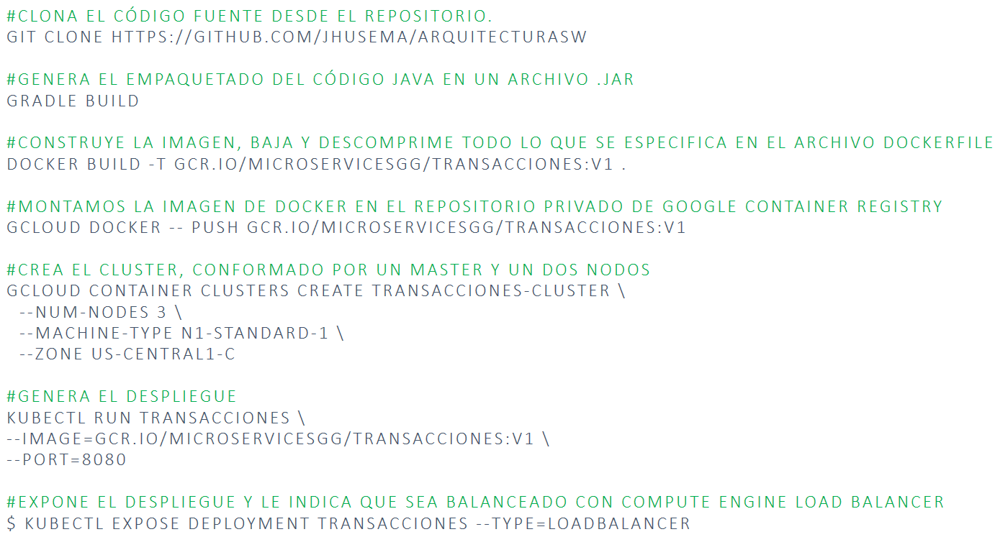 #CLONA EL CÓDIGO FUENTE DESDE EL REPOSITORIO.
GIT CLONE HTTPS://GITHUB.COM/JHUSEMA/ARQUITECTURASW
#GENERA EL EMPAQUETADO DEL CÓDIGO JAVA EN UN ARCHIVO .JAR
GRADLE BUILD
#CONSTRUYE LA IMAGEN, BAJA Y DESCOMPRIME TODO LO QUE SE ESPECIFICA EN EL ARCHIVO DOCKERFILE
DOCKER BUILD -T GCR.IO/MICROSERVICESGG/TRANSACCIONES:V1 .
#MONTAMOS LA IMAGEN DE DOCKER EN EL REPOSITORIO PRIVADO DE GOOGLE CONTAINER REGISTRY
GCLOUD DOCKER -- PUSH GCR.IO/MICROSERVICESGG/TRANSACCIONES:V1
#CREA EL CLUSTER, CONFORMADO POR UN MASTER Y UN DOS NODOS
GCLOUD CONTAINER CLUSTERS CREATE TRANSACCIONES-CLUSTER \
--NUM-NODES 3 \
--MACHINE-TYPE N1-STANDARD-1 \
--ZONE US-CENTRAL1-C
#GENERA EL DESPLIEGUE
KUBECTL RUN TRANSACCIONES \
--IMAGE=GCR.IO/MICROSERVICESGG/TRANSACCIONES:V1 \
--PORT=8080
#EXPONE EL DESPLIEGUE Y LE INDICA QUE SEA BALANCEADO CON COMPUTE ENGINE LOAD BALANCER
$ KUBECTL EXPOSE DEPLOYMENT TRANSACCIONES --TYPE=LOADBALANCER